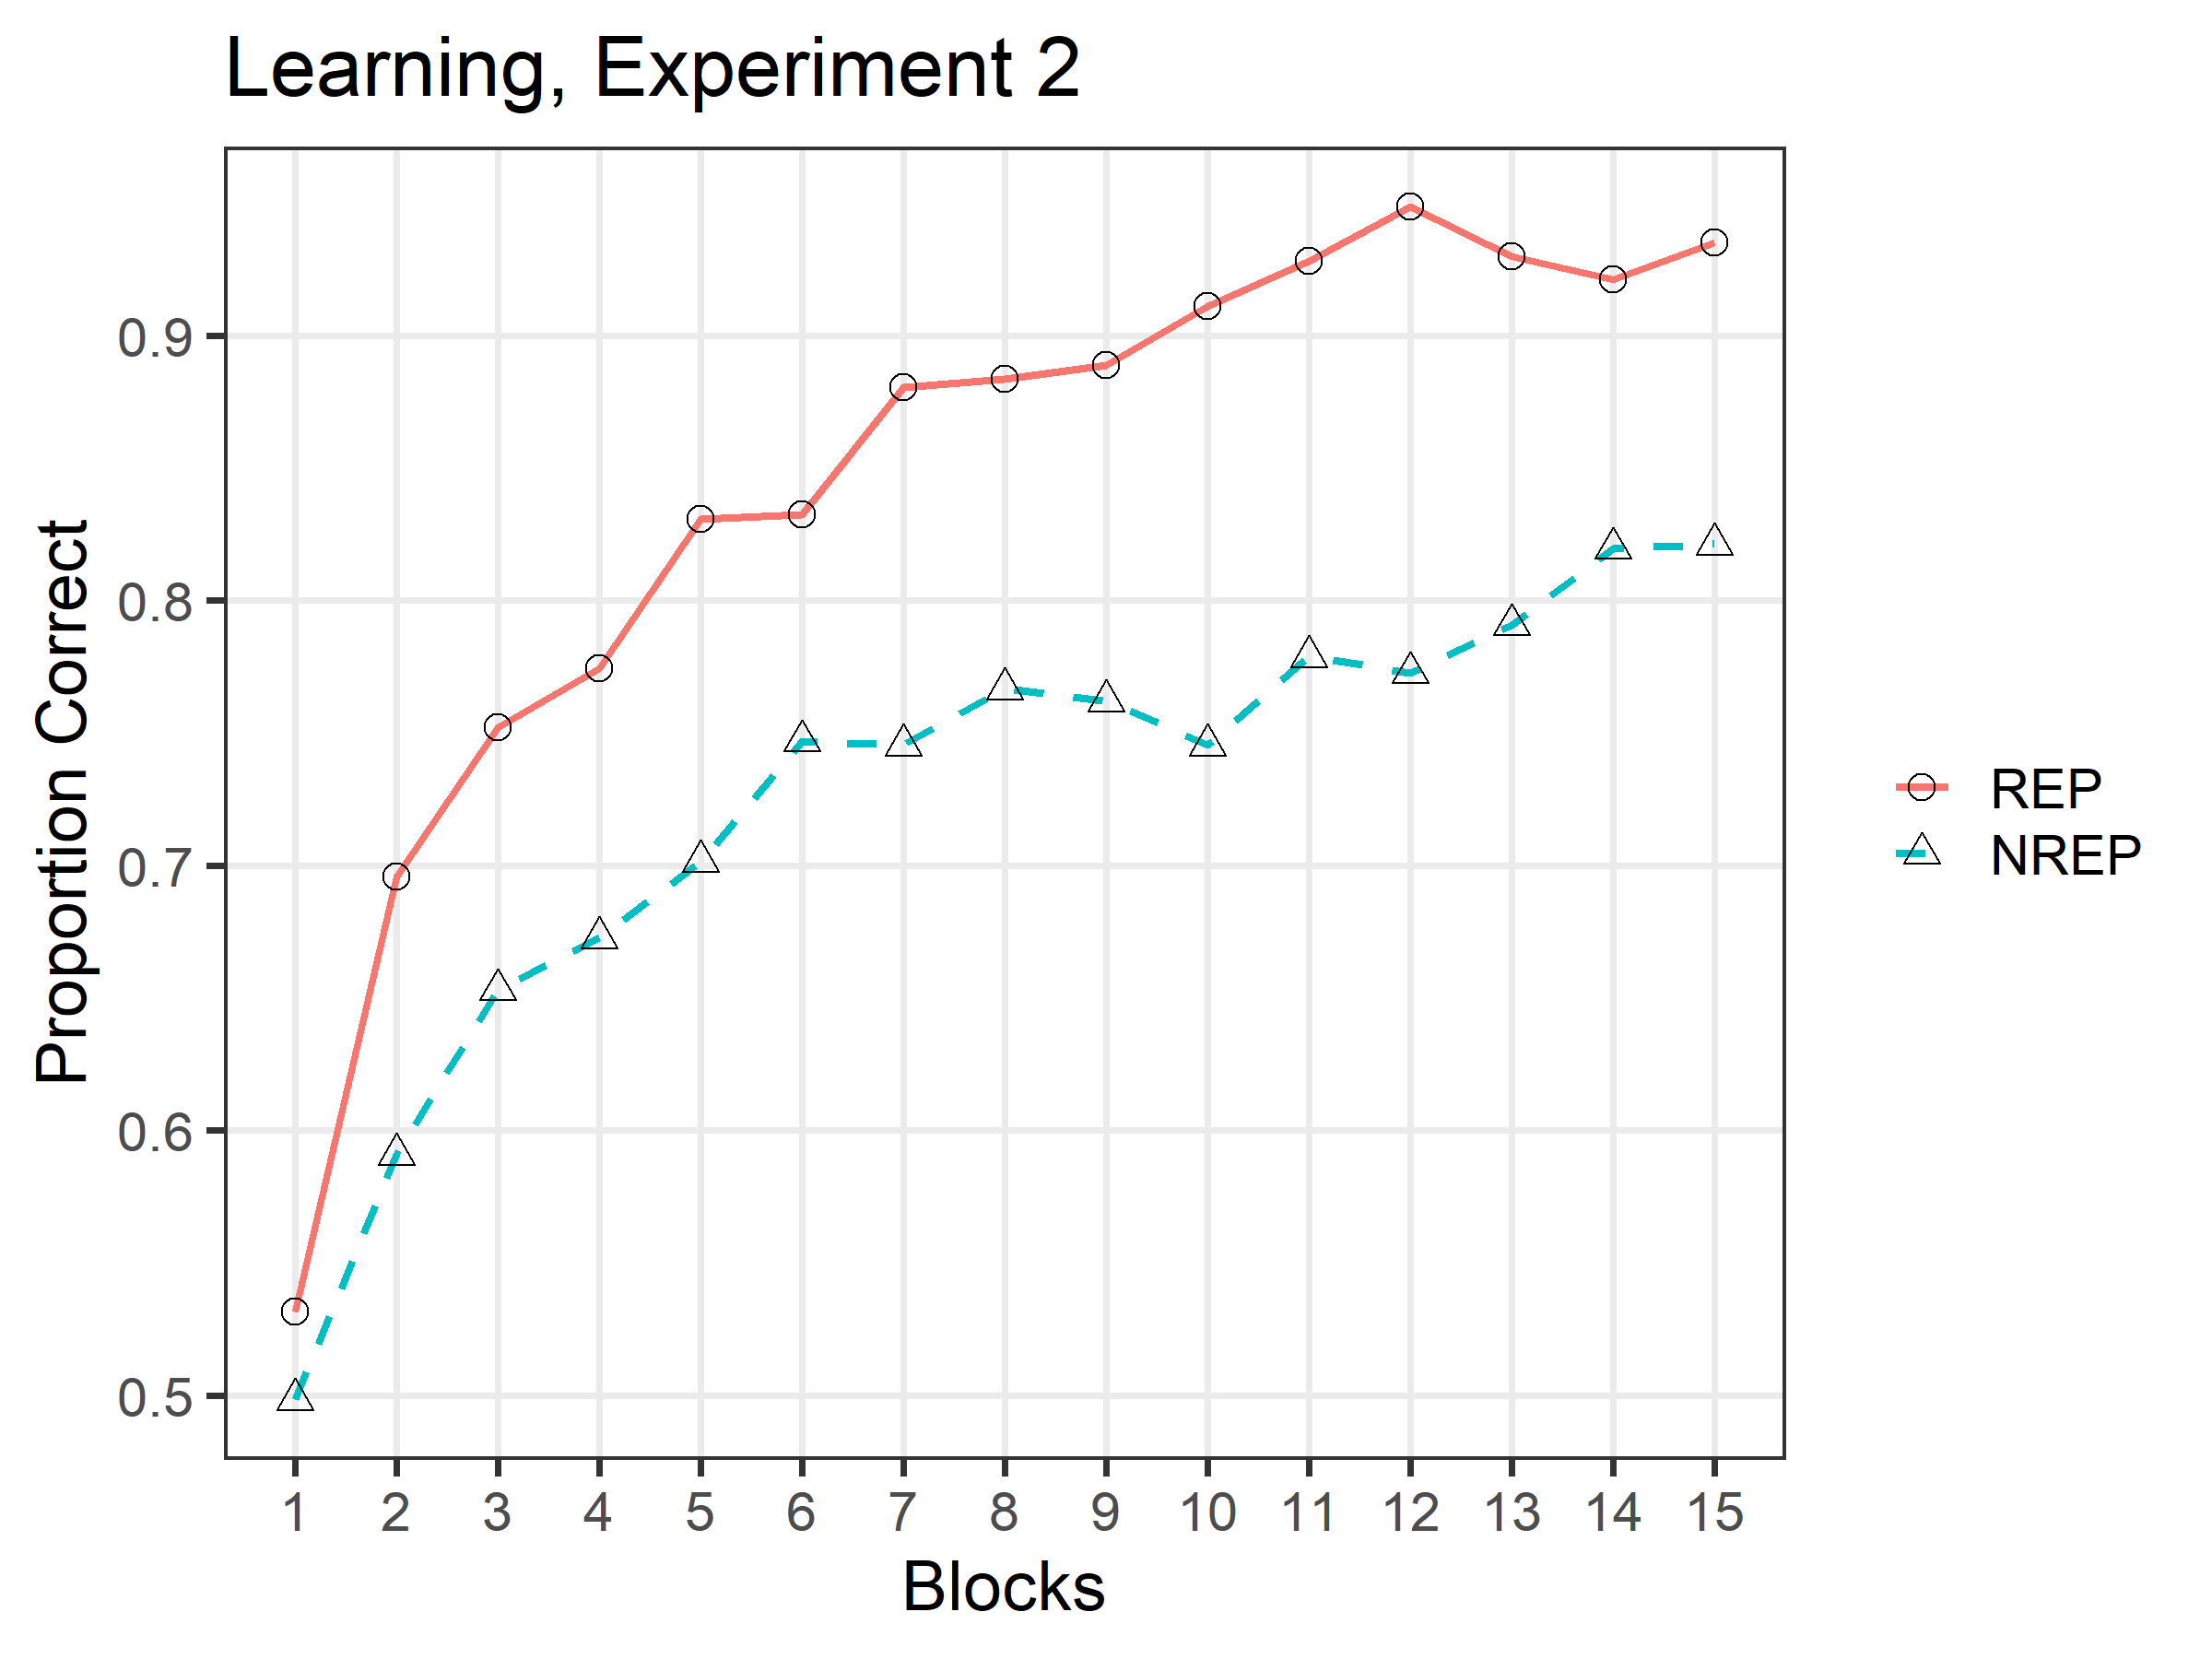 Learning, Experiment 2
Proportion Correct
0.9
0.8
0.7
0.6
0.5
1 2 3 4 5 6 7 8 9 10 11 12 13 14 15
Blocks
REP
NREP